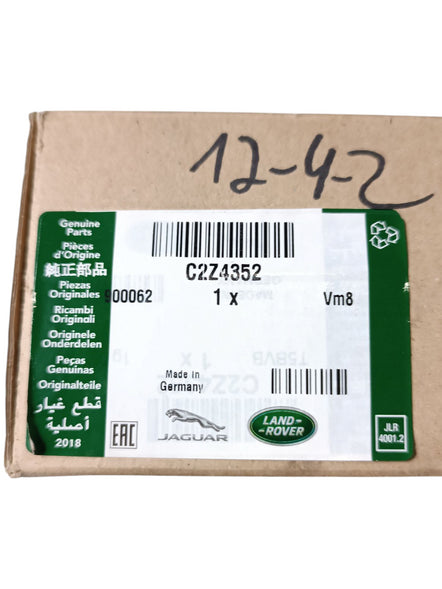 12-4-2
Genuine
Parts
Pièces
d'Origine
純正部品
Piezas
Originales
Ricambi
Originali
Originele
Onderdelen
Peças
Genuínas
Originalteile
قطع غيار
أصلية
2018
C2Z4352
900062 1 x Vm8
Made in
Germany
EAC
JAGUAR
LAND-
-ROVER
JLR
4001.2